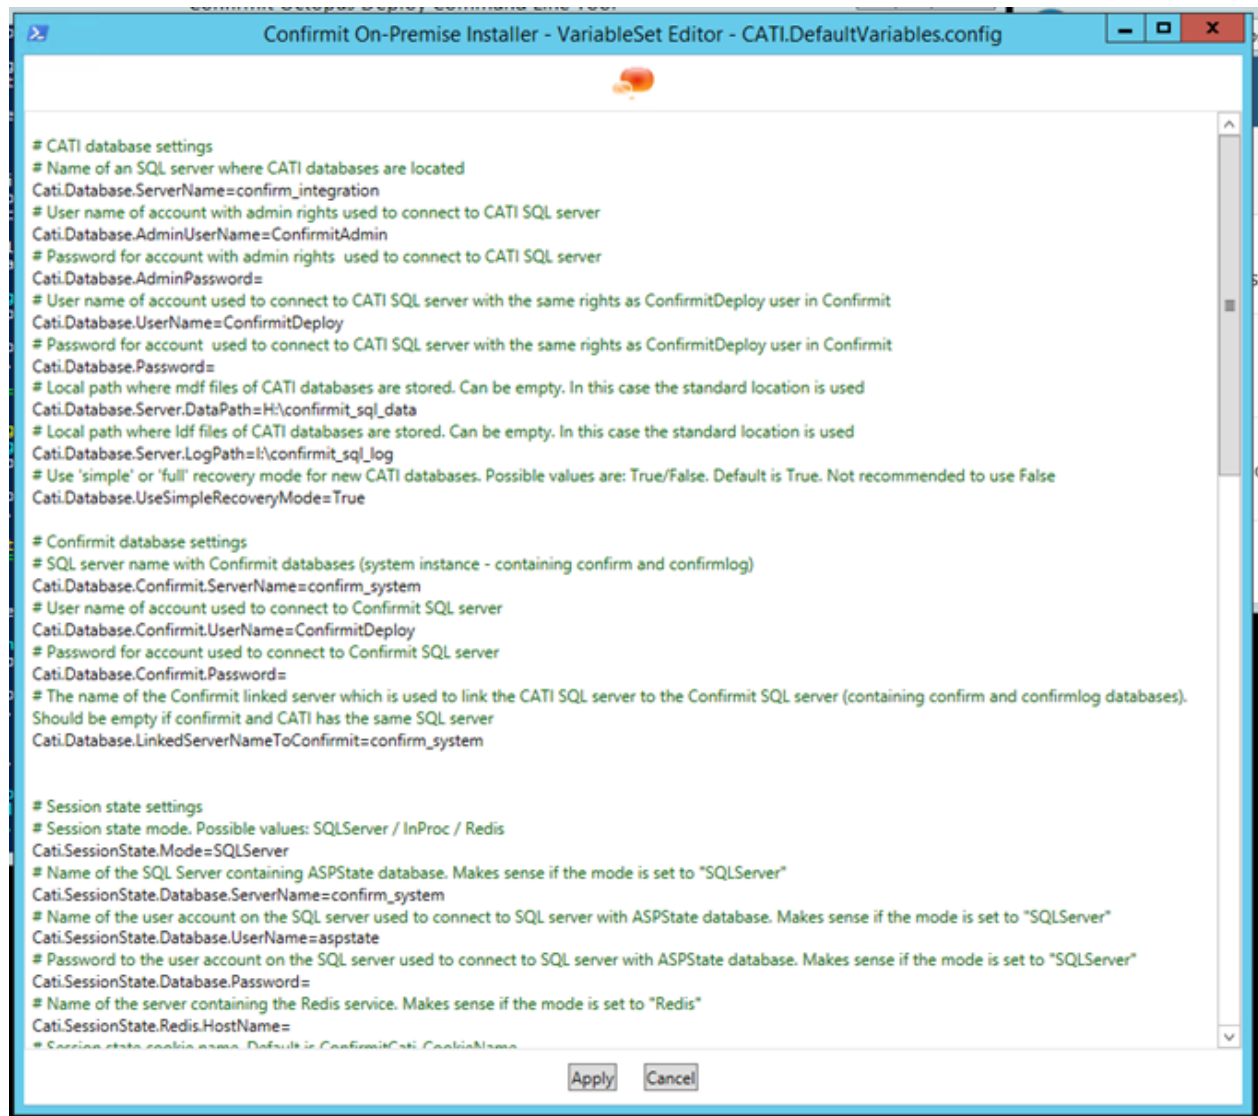 Confirmit Octopus Deploy Command Line Tool
Confirmit On-Premise Installer - VariableSet Editor - CATI.DefaultVariables.config
# CATI database settings
# Name of an SQL server where CATI databases are located
Cati.Database.ServerName=confirm_integration
# User name of account with admin rights used to connect to CATI SQL server
Cati.Database.AdminUserName=ConfirmitAdmin
# Password for account with admin rights  used to connect to CATI SQL server
Cati.Database.AdminPassword=
# User name of account used to connect to CATI SQL server with the same rights as ConfirmitDeploy user in Confirmit
Cati.Database.UserName=ConfirmitDeploy
# Password for account  used to connect to CATI SQL server with the same rights as ConfirmitDeploy user in Confirmit
Cati.Database.Password=
# Local path where mdf files of CATI databases are stored. Can be empty. In this case the standard location is used
Cati.Database.Server.DataPath=H:\confirmit_sql_data
# Local path where ldf files of CATI databases are stored. Can be empty. In this case the standard location is used
Cati.Database.Server.LogPath=I:\confirmit_sql_log
# Use 'simple' or 'full' recovery mode for new CATI databases. Possible values are: True/False. Default is True. Not recommended to use False
Cati.Database.UseSimpleRecoveryMode=True
# Confirmit database settings
# SQL server name with Confirmit databases (system instance - containing confirm and confirmlog)
Cati.Database.Confirmit.ServerName=confirm_system
# User name of account used to connect to Confirmit SQL server
Cati.Database.Confirmit.UserName=ConfirmitDeploy
# Password for account used to connect to Confirmit SQL server
Cati.Database.Confirmit.Password=
# The name of the Confirmit linked server which is used to link the CATI SQL server to the Confirmit SQL server (containing confirm and confirmlog databases).
Should be empty if confirmit and CATI has the same SQL server
Cati.Database.LinkedServerNameToConfirmit=confirm_system
# Session state settings
# Session state mode. Possible values: SQLServer / InProc / Redis
Cati.SessionState.Mode=SQLServer
# Name of the SQL Server containing ASPState database. Makes sense if the mode is set to "SQLServer"
Cati.SessionState.Database.ServerName=confirm_system
# Name of the user account on the SQL server used to connect to SQL server with ASPState database. Makes sense if the mode is set to "SQLServer"
Cati.SessionState.Database.UserName=aspstate
# Password to the user account on the SQL server used to connect to SQL server with ASPState database. Makes sense if the mode is set to "SQLServer"
Cati.SessionState.Database.Password=
# Name of the server containing the Redis service. Makes sense if the mode is set to "Redis"
Cati.SessionState.Redis.HostName=
# Session state cookie name. Default is ConfirmitCati_CookieName
Apply Cancel